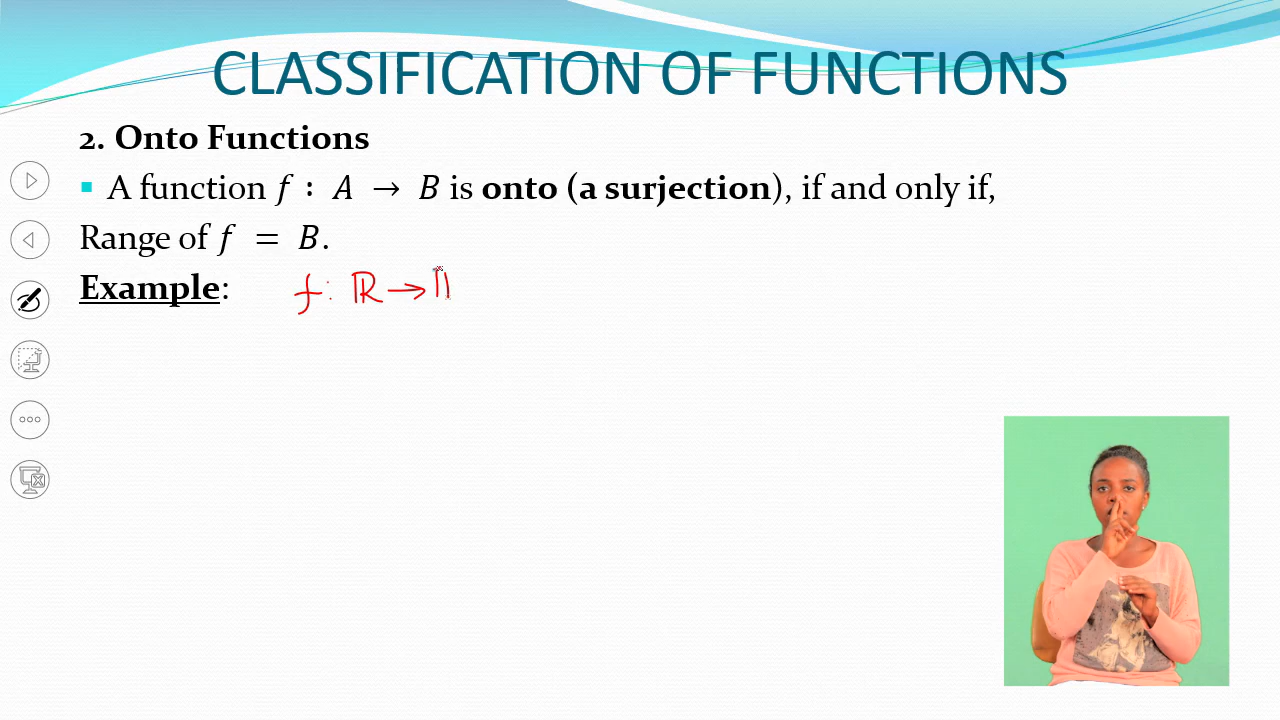 CLASSIFICATION OF FUNCTIONS
2. Onto Functions
A function f : A → B is onto (a surjection), if and only if,
Range of f = B.
Example: f: ℝ →